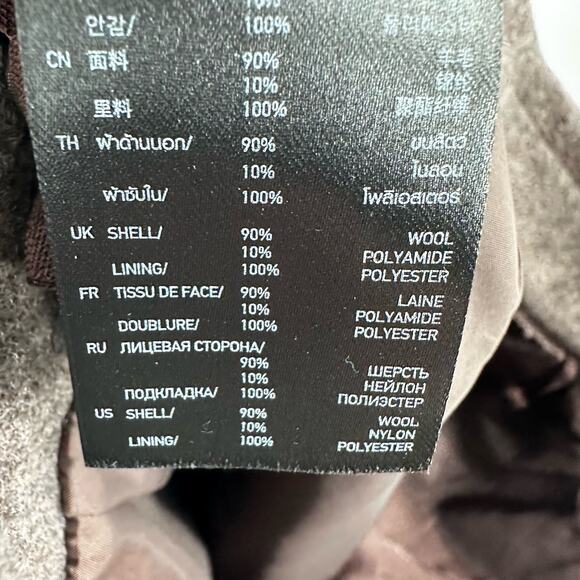 안감/ 100%
CN 面料 90% 羊毛
10% 锦纶
里料 100% 聚酯纤维
TH ผ้าด้านนอก/ 90% ขนสัตว์
10% ไนลอน
ผ้าซับใน/ 100% โพลีเอสเตอร์
UK SHELL/ 90% WOOL
10% POLYAMIDE
LINING/ 100% POLYESTER
FR TISSU DE FACE/ 90% LAINE
10% POLYAMIDE
DOUBLURE/ 100% POLYESTER
RU ЛИЦЕВАЯ СТОРОНА/
90% ШЕРСТЬ
10% НЕЙЛОН
ПОДКЛАДКА/ 100% ПОЛИЭСТЕР
US SHELL/ 90% WOOL
10% NYLON
LINING/ 100% POLYESTER